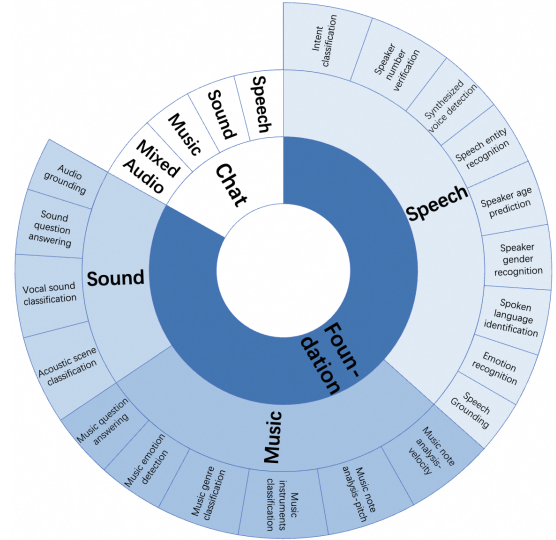 Foun-
dation
Chat
Speech
Intent
classification
Speaker
number
verification
Synthesized
voice detection
Speech entity
recognition
Speaker age
prediction
Speaker
gender
recognition
Spoken
language
identification
Emotion
recognition
Speech
Grounding
Music
Music note
analysis-
velocity
Music note
analysis-pitch
Music
instruments
classification
Music genre
classification
Music emotion
detection
Music question
answering
Sound
Acoustic scene
classification
Vocal sound
classification
Sound
question
answering
Audio
grounding
Mixed
Audio
Music
Sound
Speech